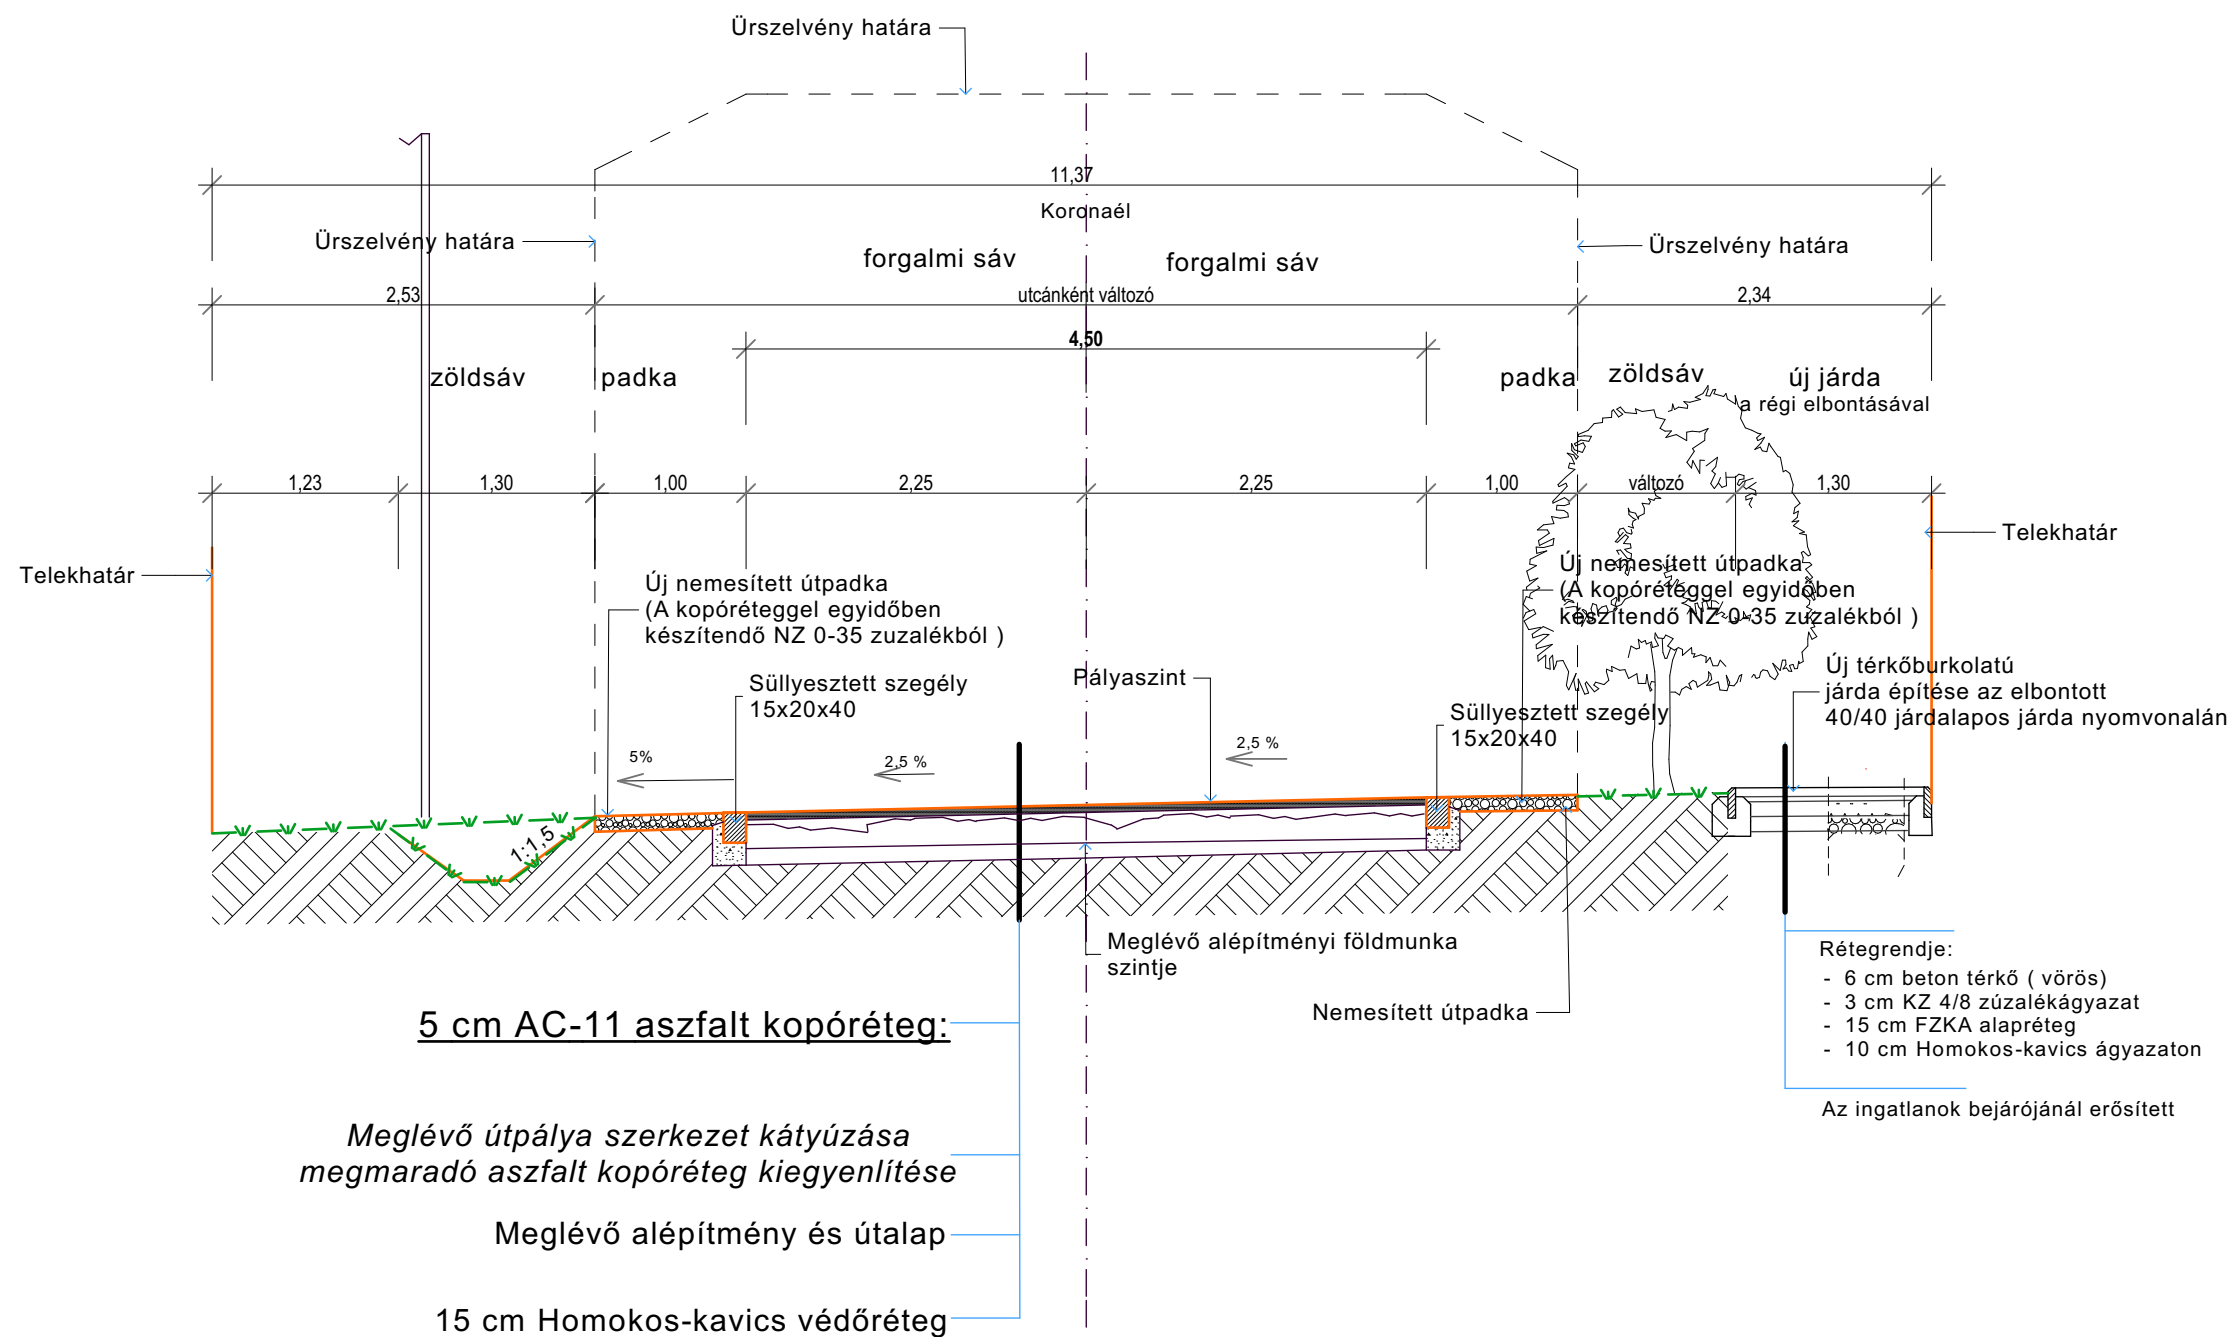 Ürszelvény határa
11,37
Koronaél
Ürszelvény határa
forgalmi sáv
forgalmi sáv
Ürszelvény határa
2,53
utcánként változó
2,34
4,50
zöldsáv
padka
padka
zöldsáv
új járda
a régi elbontásával
1,23
1,30
1,00
2,25
2,25
1,00
változó
1,30
Telekhatár
Telekhatár
Új nemesített útpadka
(A kopóréteggel egyidőben
készítendő NZ 0-35 zuzalékból )
Új nemesített útpadka
(A kopóréteggel egyidőben
készítendő NZ 0-35 zuzalékból )
Süllyesztett szegély
15x20x40
Pályaszint
Süllyesztett szegély
15x20x40
Új térkőburkolatú
járda építése az elbontott
40/40 járdalapos járda nyomvonalán
5%
2,5 %
2,5 %
1:1,5
Meglévő alépítményi földmunka
szintje
Nemesített útpadka
Rétegrendje:
- 6 cm beton térkő ( vörös)
- 3 cm KZ 4/8 zúzalékágyazat
- 15 cm FZKA alapréteg
- 10 cm Homokos-kavics ágyazaton
Az ingatlanok bejárójánál erősített
5 cm AC-11 aszfalt kopóréteg:
Meglévő útpálya szerkezet kátyúzása
megmaradó aszfalt kopóréteg kiegyenlítése
Meglévő alépítmény és útalap
15 cm Homokos-kavics védőréteg